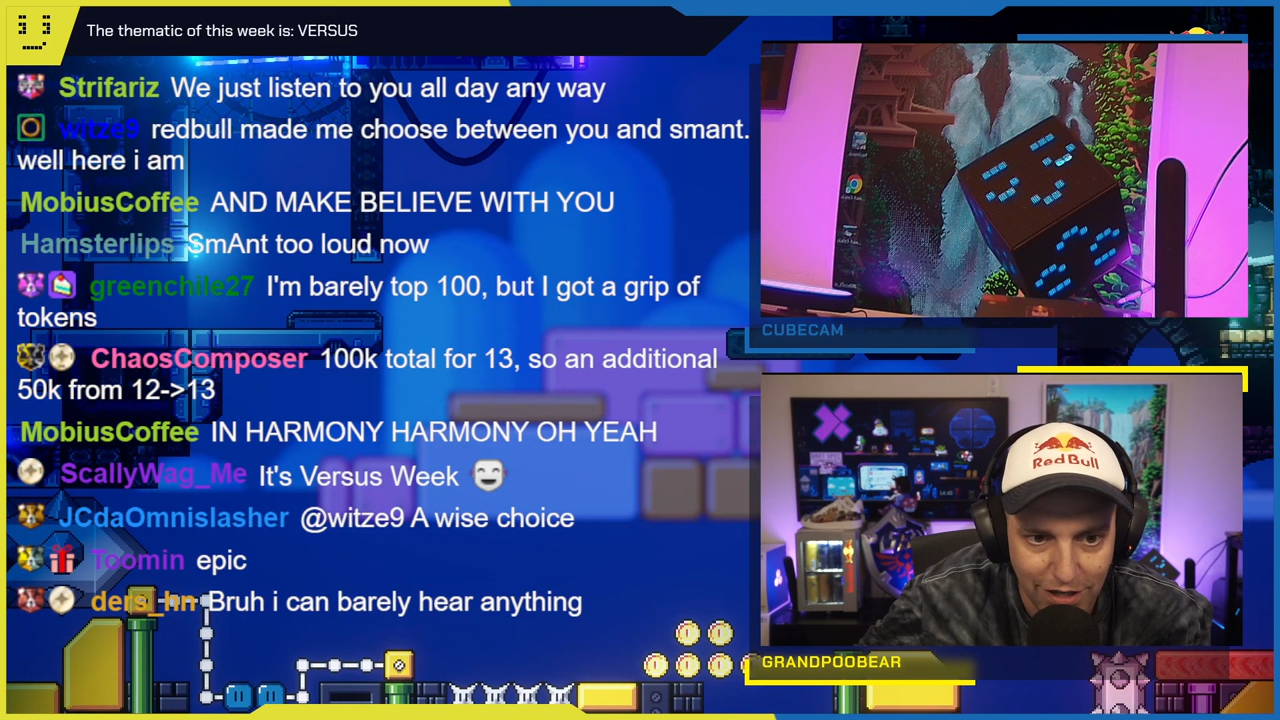 The thematic of this week is: VERSUS
Strifariz We just listen to you all day any way
witze9 redbull made me choose between you and smant.
well here i am
MobiusCoffee AND MAKE BELIEVE WITH YOU
Hamsterlips SmAnt too loud now
greenchile27 I'm barely top 100, but I got a grip of
tokens
ChaosComposer 100k total for 13, so an additional
50k from 12->13
MobiusCoffee IN HARMONY HARMONY OH YEAH
ScallyWag_Me It's Versus Week
JCdaOmnislasher @witze9 A wise choice
Toomin epic
Bruh i can barely hear anything
CUBECAM
Red Bull
GRANDPOOBEAR